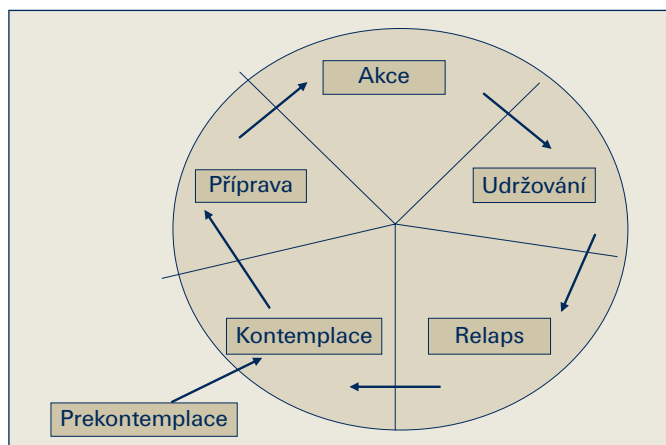 Akce
Příprava
Udržování
Kontemplace
Relaps
Prekontemplace